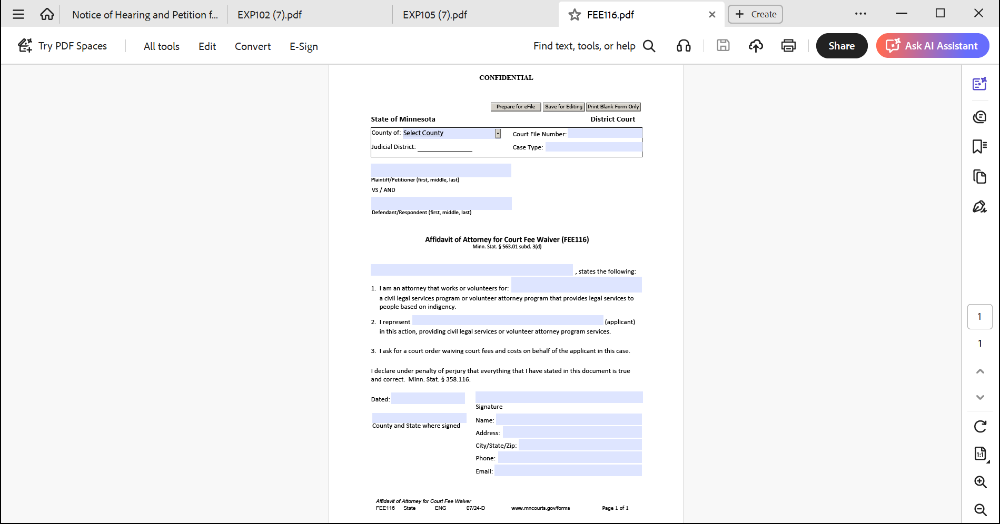 Notice of Hearing and Petition f...
EXP102 (7).pdf
EXP105 (7).pdf
FEE116.pdf
Create
Try PDF Spaces
All tools
Edit
Convert
E-Sign
Find text, tools, or help
Share
Ask AI Assistant
CONFIDENTIAL
Prepare for eFile
Save for Editing
Print Blank Form Only
State of Minnesota
District Court
County of: Select County
Court File Number:
Judicial District:
Case Type:
Plaintiff/Petitioner (first, middle, last)
VS / AND
Defendant/Respondent (first, middle, last)
Affidavit of Attorney for Court Fee Waiver (FEE116)
Minn. Stat. § 563.01 subd. 3(d)
, states the following:
1. I am an attorney that works or volunteers for:
a civil legal services program or volunteer attorney program that provides legal services to
people based on indigency.
2. I represent (applicant)
in this action, providing civil legal services or volunteer attorney program services.
3. I ask for a court order waiving court fees and costs on behalf of the applicant in this case.
I declare under penalty of perjury that everything that I have stated in this document is true
and correct. Minn. Stat. § 358.116.
Dated:
Signature
County and State where signed
Name:
Address:
City/State/Zip:
Phone:
Email:
Affidavit of Attorney for Court Fee Waiver
FEE116 State ENG 07/24-D www.mncourts.gov/forms Page 1 of 1
1
1
1:1